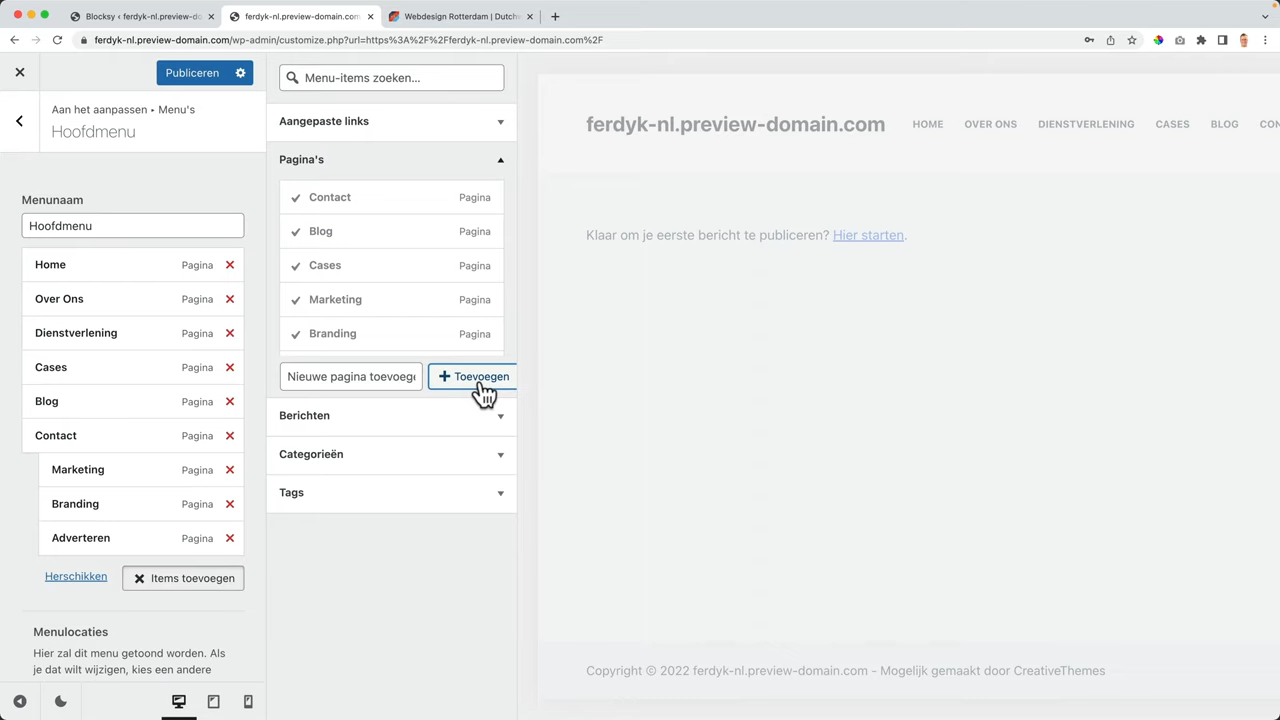 Blocksy ‹ ferdyk-nl.preview-do
ferdyk-nl.preview-domain.com
Webdesign Rotterdam | Dutche
ferdyk-nl.preview-domain.com/wp-admin/customize.php?url=https%3A%2F%2Fferdyk-nl.preview-domain.com%2F
Publiceren
Aan het aanpassen • Menu's
Hoofdmenu
Menunaam
Hoofdmenu
Home Pagina
Over Ons Pagina
Dienstverlening Pagina
Cases Pagina
Blog Pagina
Contact Pagina
Marketing Pagina
Branding Pagina
Adverteren Pagina
Herschikken
Items toevoegen
Menulocaties
Hier zal dit menu getoond worden. Als
je dat wilt wijzigen, kies een andere
Menu-items zoeken...
Aangepaste links
Pagina's
Contact Pagina
Blog Pagina
Cases Pagina
Marketing Pagina
Branding Pagina
Nieuwe pagina toevoege
Toevoegen
Berichten
Categorieën
Tags
ferdyk-nl.preview-domain.com
HOME OVER ONS DIENSTVERLENING CASES BLOG CON
Klaar om je eerste bericht te publiceren? Hier starten.
Copyright © 2022 ferdyk-nl.preview-domain.com - Mogelijk gemaakt door CreativeThemes